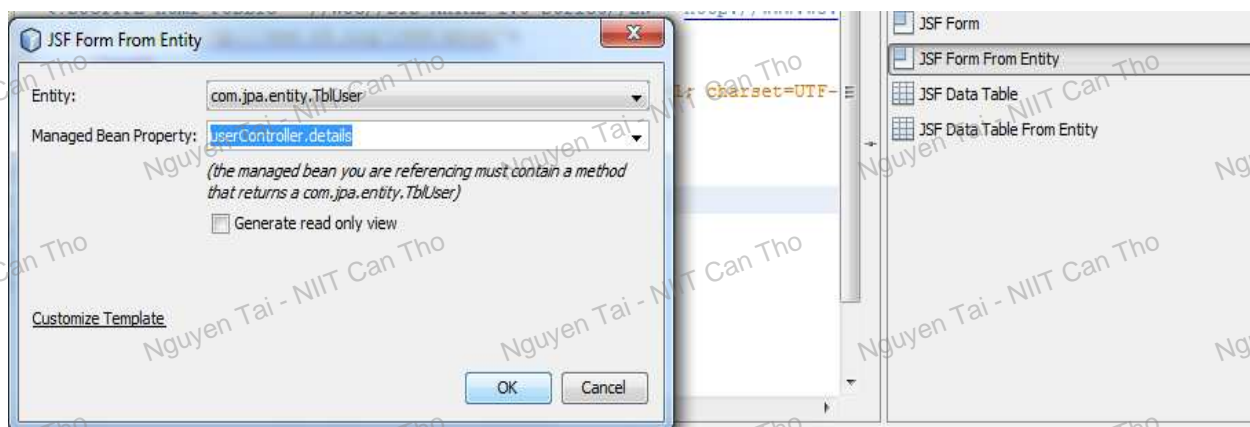 JSF Form From Entity
Entity:
com.jpa.entity.TblUser
Managed Bean Property:
userController.details
(the managed bean you are referencing must contain a method
that returns a com.jpa.entity.TblUser)
Generate read only view
Customize Template
OK
Cancel
charset=UTF-
JSF Form
JSF Form From Entity
JSF Data Table
JSF Data Table From Entity
Nguyen Tai - NIIT Can Tho
Nguyen Tai - NIIT Can Tho
Nguyen Tai - NIIT Can Tho
Nguyen Tai - NIIT Can Tho
Nguyen Tai - NIIT Can Tho
Nguyen Tai - NIIT Can Tho